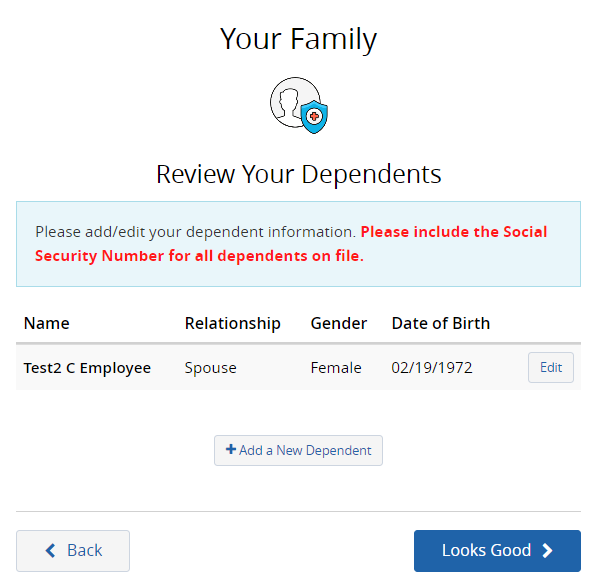 Your Family
Review Your Dependents
Please add/edit your dependent information. Please include the Social
Security Number for all dependents on file.
Name Relationship Gender Date of Birth
Test2 C Employee Spouse Female 02/19/1972 Edit
+ Add a New Dependent
Back Looks Good